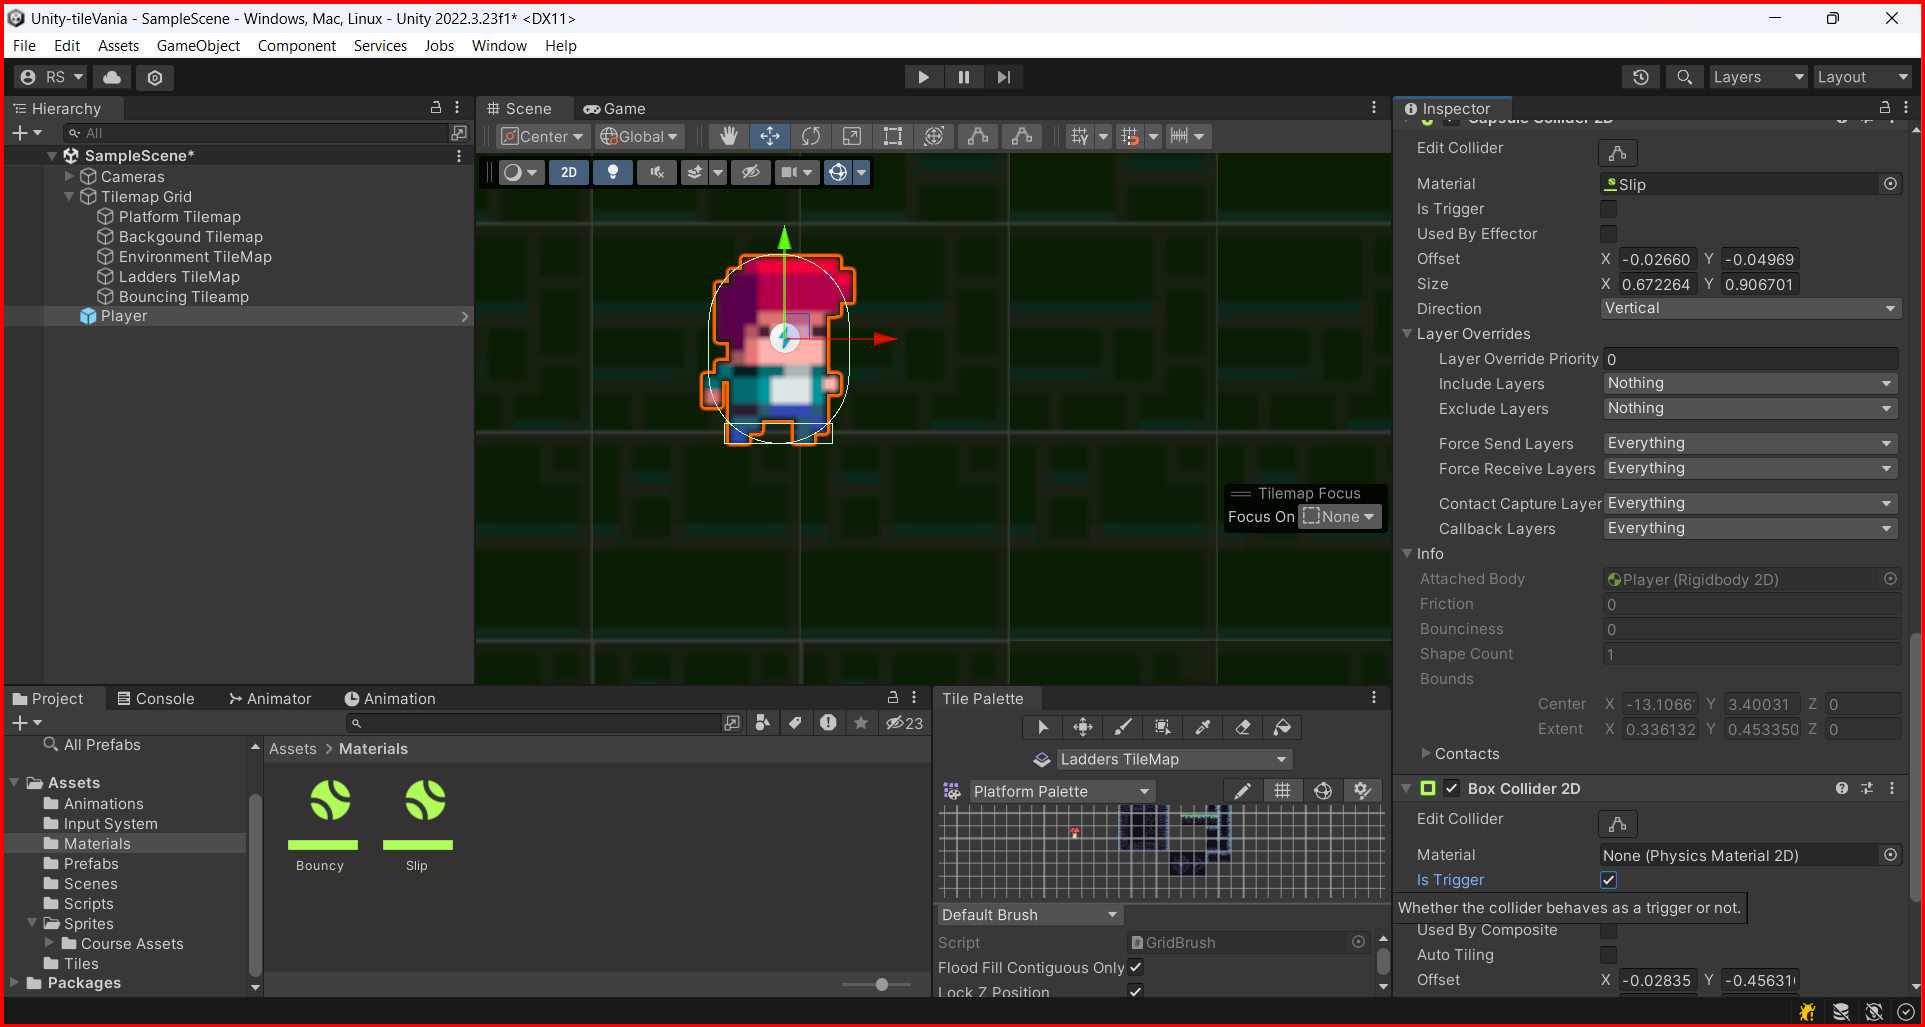 Unity-tileVania - SampleScene - Windows, Mac, Linux - Unity 2022.3.23f1* <DX11>
File Edit Assets GameObject Component Services Jobs Window Help
RS
Layers Layout
Hierarchy
All
SampleScene*
Cameras
Tilemap Grid
Platform Tilemap
Backgound Tilemap
Environment TileMap
Ladders TileMap
Bouncing Tileamp
Player
Scene Game
Center Global
2D
Tilemap Focus
Focus On None
Inspector
Capsule Collider 2D
Edit Collider
Material Slip
Is Trigger
Used By Effector
Offset X -0.02660 Y -0.04969
Size X 0.672264 Y 0.906701
Direction Vertical
Layer Overrides
Layer Override Priority 0
Include Layers Nothing
Exclude Layers Nothing
Force Send Layers Everything
Force Receive Layers Everything
Contact Capture Layer Everything
Callback Layers Everything
Info
Attached Body Player (Rigidbody 2D)
Friction 0
Bounciness 0
Shape Count 1
Bounds
Center X -13.1066 Y 3.40031 Z 0
Extent X 0.336132 Y 0.453350 Z 0
Contacts
Box Collider 2D
Edit Collider
Material None (Physics Material 2D)
Is Trigger
Whether the collider behaves as a trigger or not.
Used By Composite
Auto Tiling
Offset X -0.02835 Y -0.45631
Project Console Animator Animation
23
All Prefabs
Assets
Animations
Input System
Materials
Prefabs
Scenes
Scripts
Sprites
Course Assets
Tiles
Packages
Assets > Materials
Bouncy Slip
Tile Palette
Ladders TileMap
Platform Palette
Default Brush
Script GridBrush
Flood Fill Contiguous Only
Lock Z Position